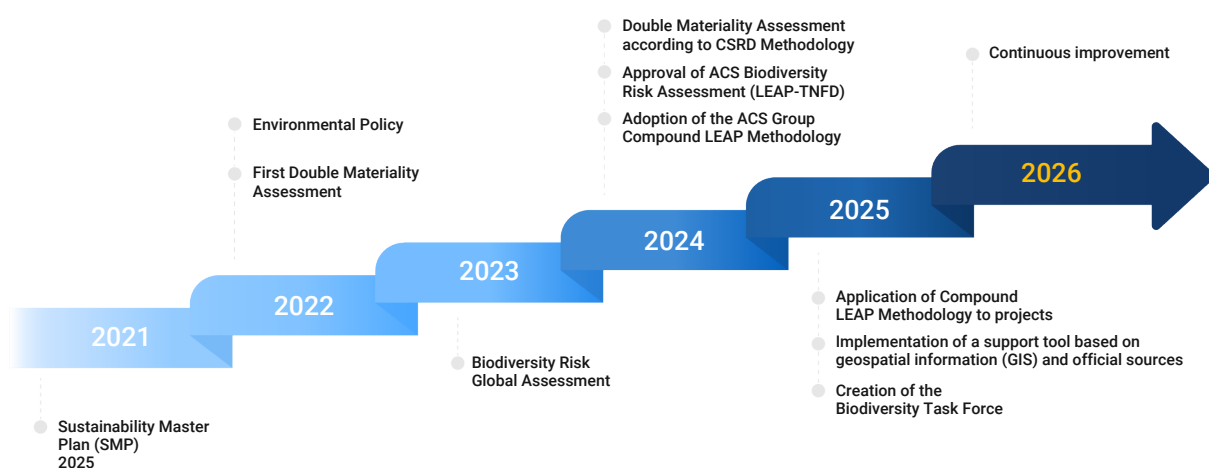 2021
Sustainability Master
Plan (SMP)
2025
2022
Environmental Policy
First Double Materiality
Assessment
2023
Biodiversity Risk
Global Assessment
2024
Double Materiality Assessment
according to CSRD Methodology
Approval of ACS Biodiversity
Risk Assessment (LEAP-TNFD)
Adoption of the ACS Group
Compound LEAP Methodology
2025
Application of Compound
LEAP Methodology to projects
Implementation of a support tool based on
geospatial information (GIS) and official sources
Creation of the
Biodiversity Task Force
2026
Continuous improvement